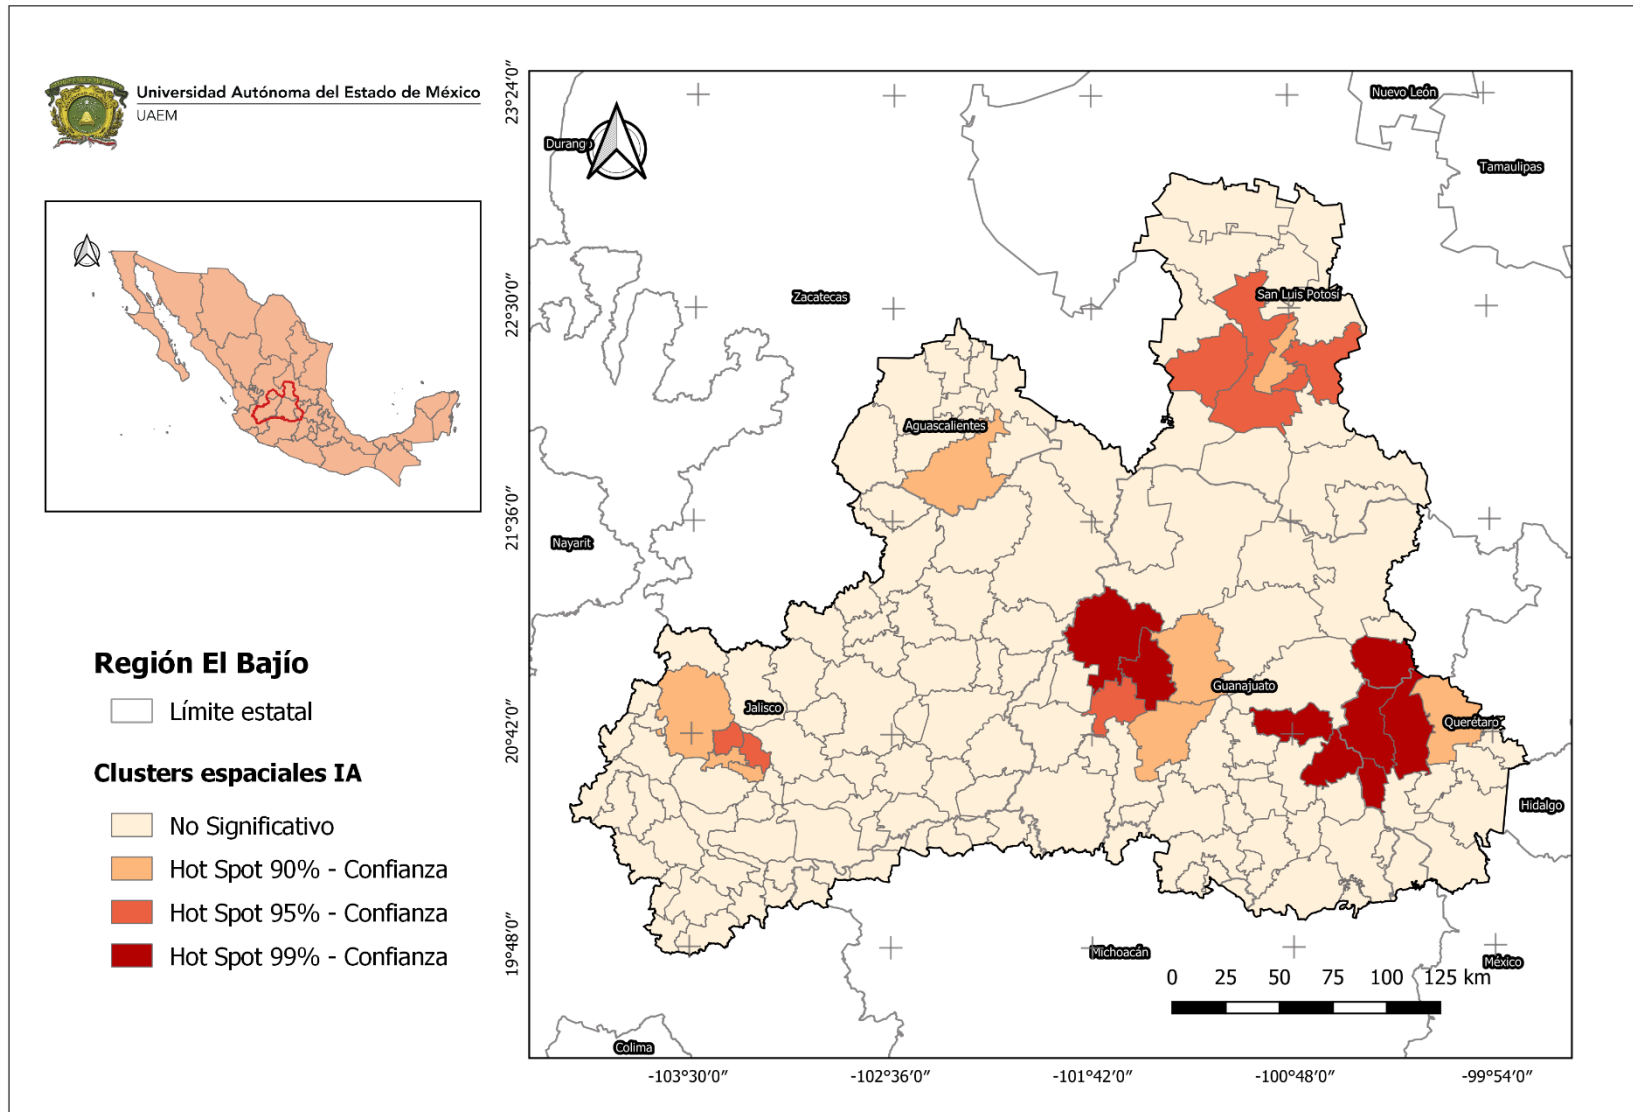 Universidad Autónoma del Estado de México
UAEM
Región El Bajío
Límite estatal
Clusters espaciales IA
No Significativo
Hot Spot 90% - Confianza
Hot Spot 95% - Confianza
Hot Spot 99% - Confianza
23°24'0"
22°30'0"
21°36'0"
20°42'0"
19°48'0"
Nuevo León
Durango
Tamaulipas
Zacatecas
San Luis Potosí
Aguascalientes
Nayarit
Guanajuato
Jalisco
Querétaro
Hidalgo
Michoacán
México
Colima
0 25 50 75 100 125 km
-103°30'0" -102°36'0" -101°42'0" -100°48'0" -99°54'0"